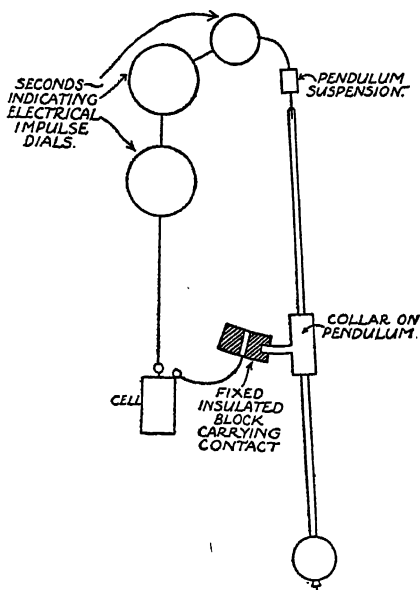 SECONDS
INDICATING
ELECTRICAL
IMPULSE
DIALS.
PENDULUM
SUSPENSION.
COLLAR ON
PENDULUM.
CELL
FIXED
INSULATED
BLOCK
CARRYING
CONTACT